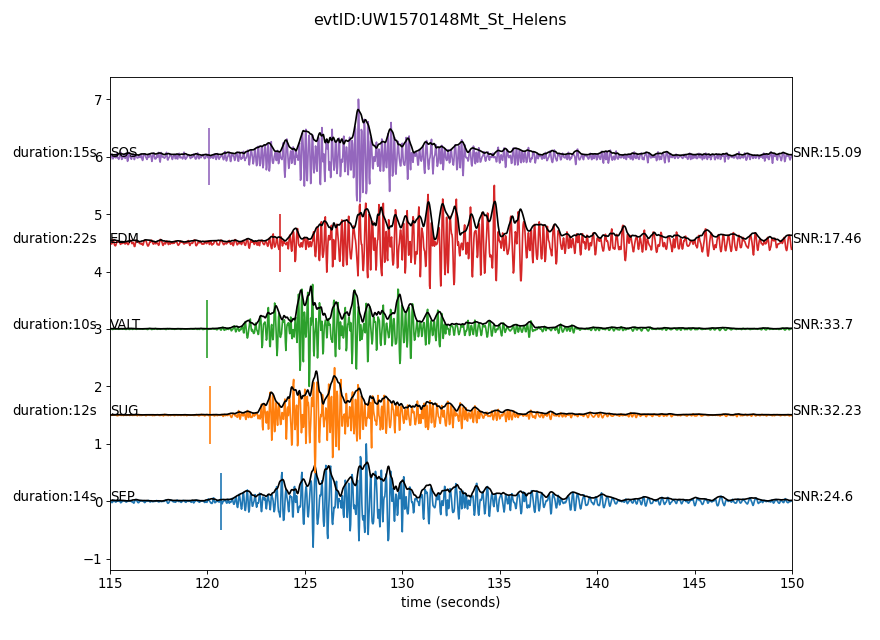 evtID:UW1570148Mt_St_Helens
7
duration:15s SOS 6 SNR:15.09
5
duration:22s EDM SNR:17.46
4
duration:10s VALT 3 SNR:33.7
2
duration:12s SUG SNR:32.23
1
duration:14s SEP 0 SNR:24.6
−1
115 120 125 130 135 140 145 150
time (seconds)